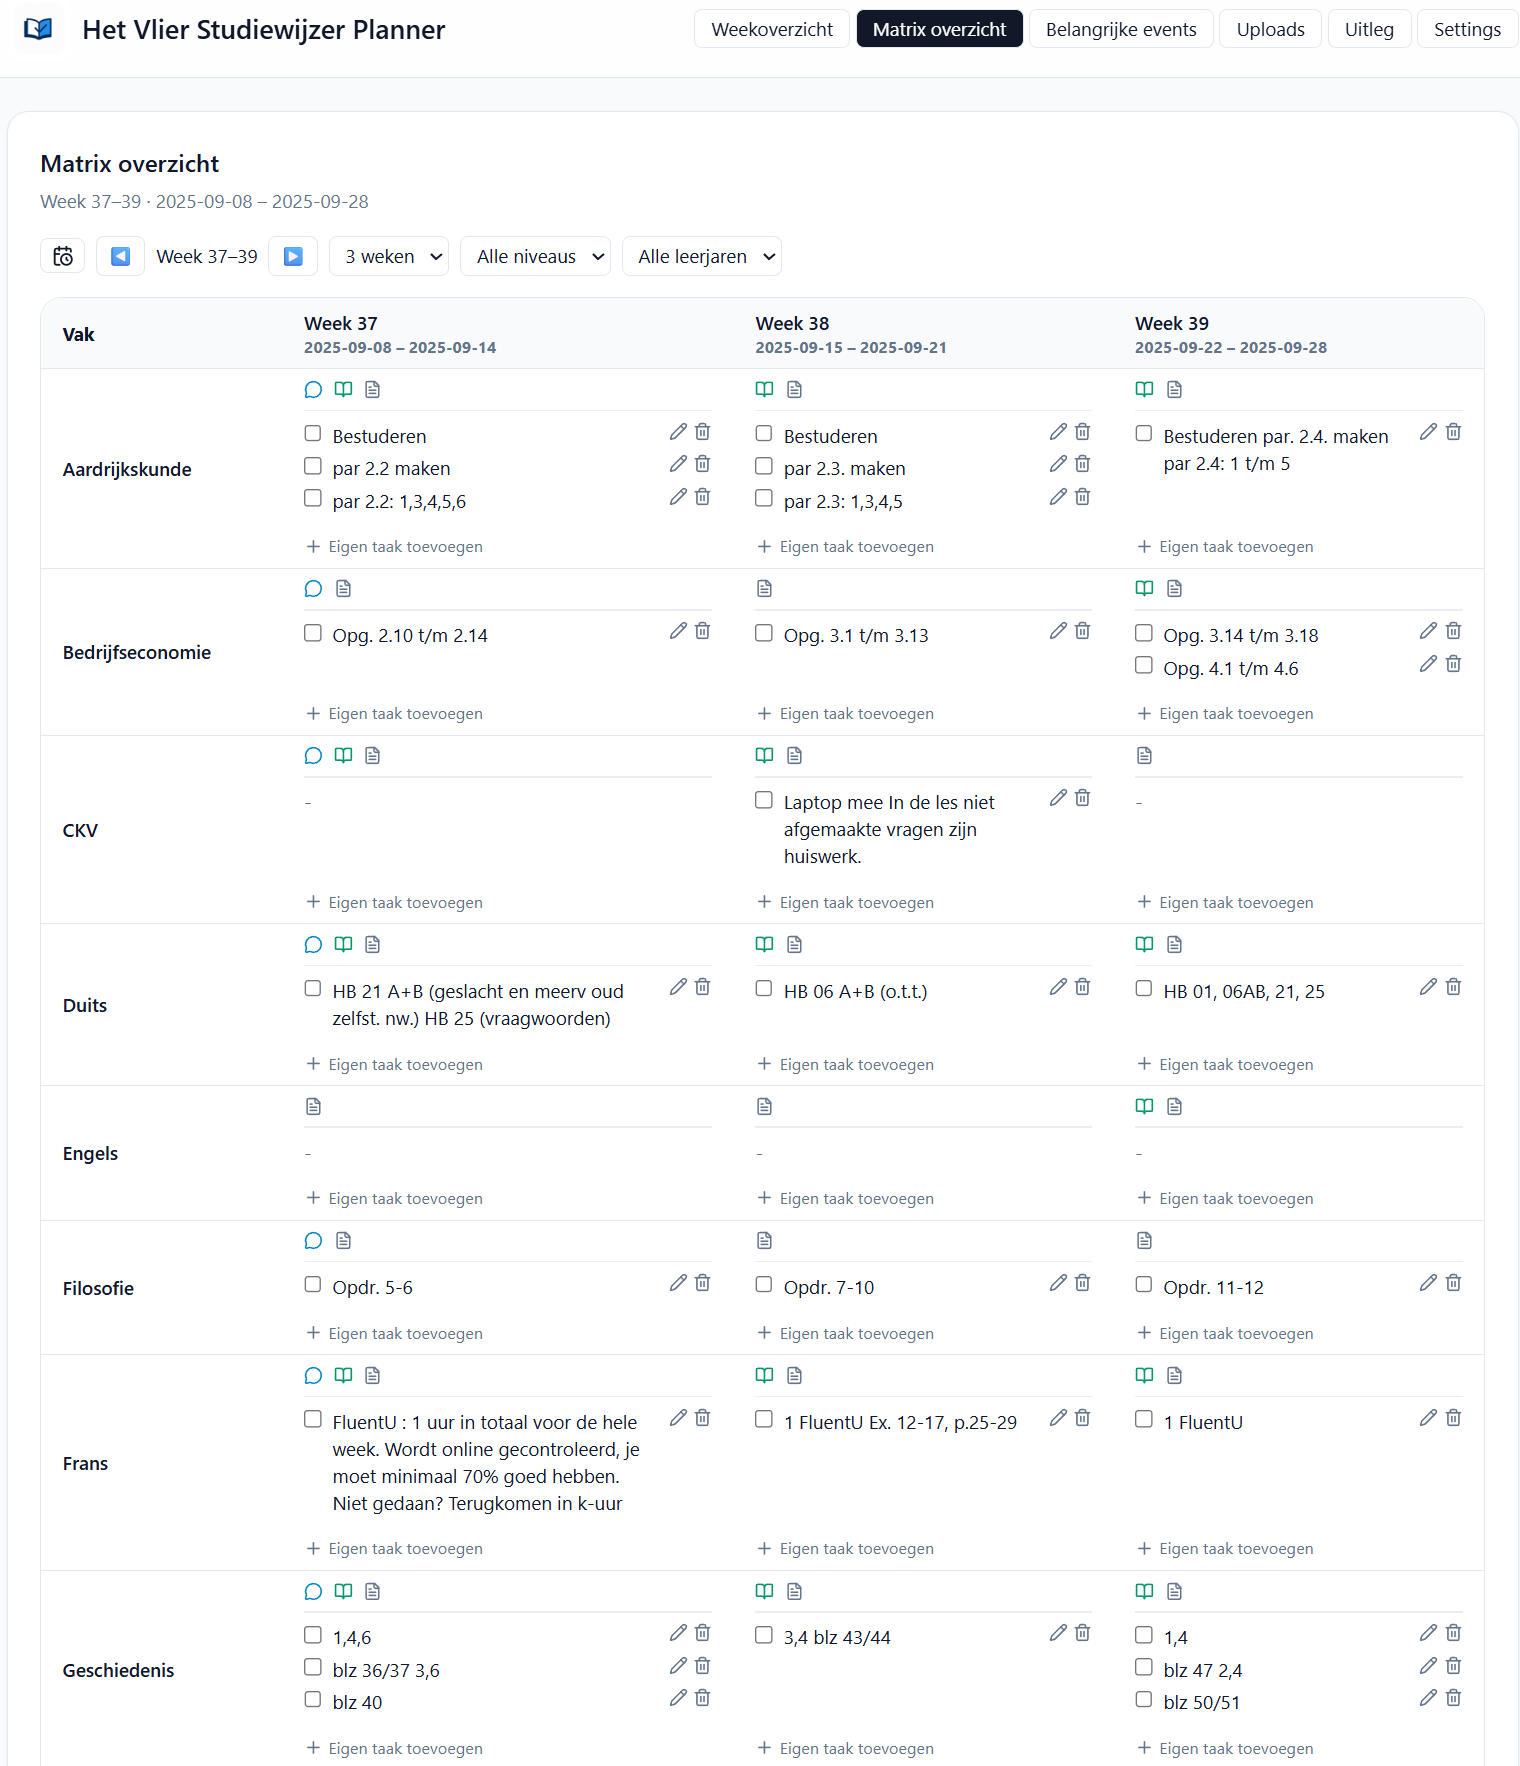 Het Vlier Studiewijzer Planner
Weekoverzicht
Matrix overzicht
Belangrijke events
Uploads
Uitleg
Settings
Matrix overzicht
Week 37–39 · 2025-09-08 – 2025-09-28
Week 37–39
3 weken
Alle niveaus
Alle leerjaren
Vak
Week 37
2025-09-08 – 2025-09-14
Week 38
2025-09-15 – 2025-09-21
Week 39
2025-09-22 – 2025-09-28
Aardrijkskunde
Bestuderen
par 2.2 maken
par 2.2: 1,3,4,5,6
+ Eigen taak toevoegen
Bestuderen
par 2.3. maken
par 2.3: 1,3,4,5
+ Eigen taak toevoegen
Bestuderen par. 2.4. maken
par 2.4: 1 t/m 5
+ Eigen taak toevoegen
Bedrijfseconomie
Opg. 2.10 t/m 2.14
+ Eigen taak toevoegen
Opg. 3.1 t/m 3.13
+ Eigen taak toevoegen
Opg. 3.14 t/m 3.18
Opg. 4.1 t/m 4.6
+ Eigen taak toevoegen
CKV
-
+ Eigen taak toevoegen
Laptop mee In de les niet
afgemaakte vragen zijn
huiswerk.
+ Eigen taak toevoegen
-
+ Eigen taak toevoegen
Duits
HB 21 A+B (geslacht en meerv oud
zelfst. nw.) HB 25 (vraagwoorden)
+ Eigen taak toevoegen
HB 06 A+B (o.t.t.)
+ Eigen taak toevoegen
HB 01, 06AB, 21, 25
+ Eigen taak toevoegen
Engels
-
+ Eigen taak toevoegen
-
+ Eigen taak toevoegen
-
+ Eigen taak toevoegen
Filosofie
Opdr. 5-6
+ Eigen taak toevoegen
Opdr. 7-10
+ Eigen taak toevoegen
Opdr. 11-12
+ Eigen taak toevoegen
Frans
FluentU : 1 uur in totaal voor de hele
week. Wordt online gecontroleerd, je
moet minimaal 70% goed hebben.
Niet gedaan? Terugkomen in k-uur
+ Eigen taak toevoegen
1 FluentU Ex. 12-17, p.25-29
+ Eigen taak toevoegen
1 FluentU
+ Eigen taak toevoegen
Geschiedenis
1,4,6
blz 36/37 3,6
blz 40
+ Eigen taak toevoegen
3,4 blz 43/44
+ Eigen taak toevoegen
1,4
blz 47 2,4
blz 50/51
+ Eigen taak toevoegen